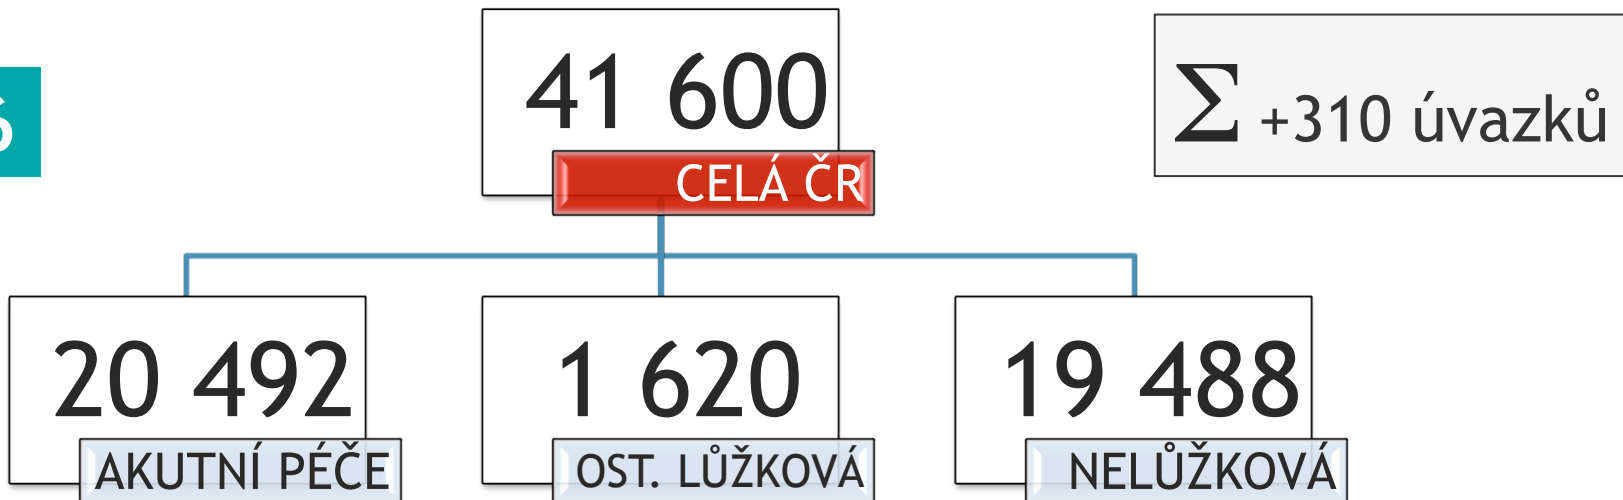 41 600
CELÁ ČR
Σ +310 úvazků
20 492
AKUTNÍ PÉČE
1 620
OST. LŮŽKOVÁ
19 488
NELŮŽKOVÁ